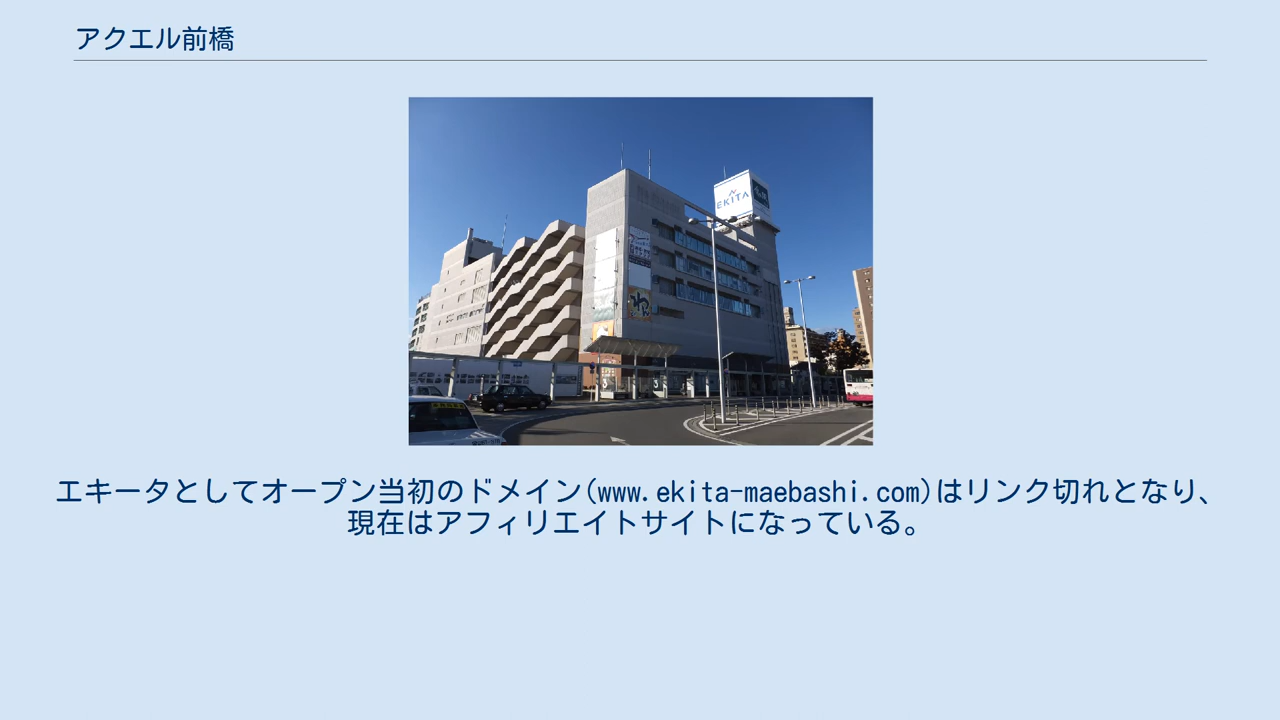 アクエル前橋
EKITA
わ
エキータとしてオープン当初のドメイン(www.ekita-maebashi.com)はリンク切れとなり、
現在はアフィリエイトサイトになっている。